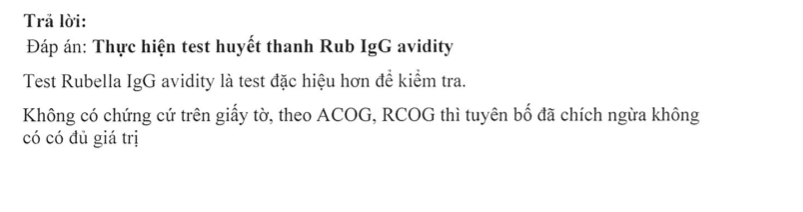 Trả lời:
Đáp án: Thực hiện test huyết thanh Rub IgG avidity
Test Rubella IgG avidity là test đặc hiệu hơn để kiểm tra.
Không có chứng cứ trên giấy tờ, theo ACOG, RCOG thì tuyên bố đã chích ngừa không
có có đủ giá trị